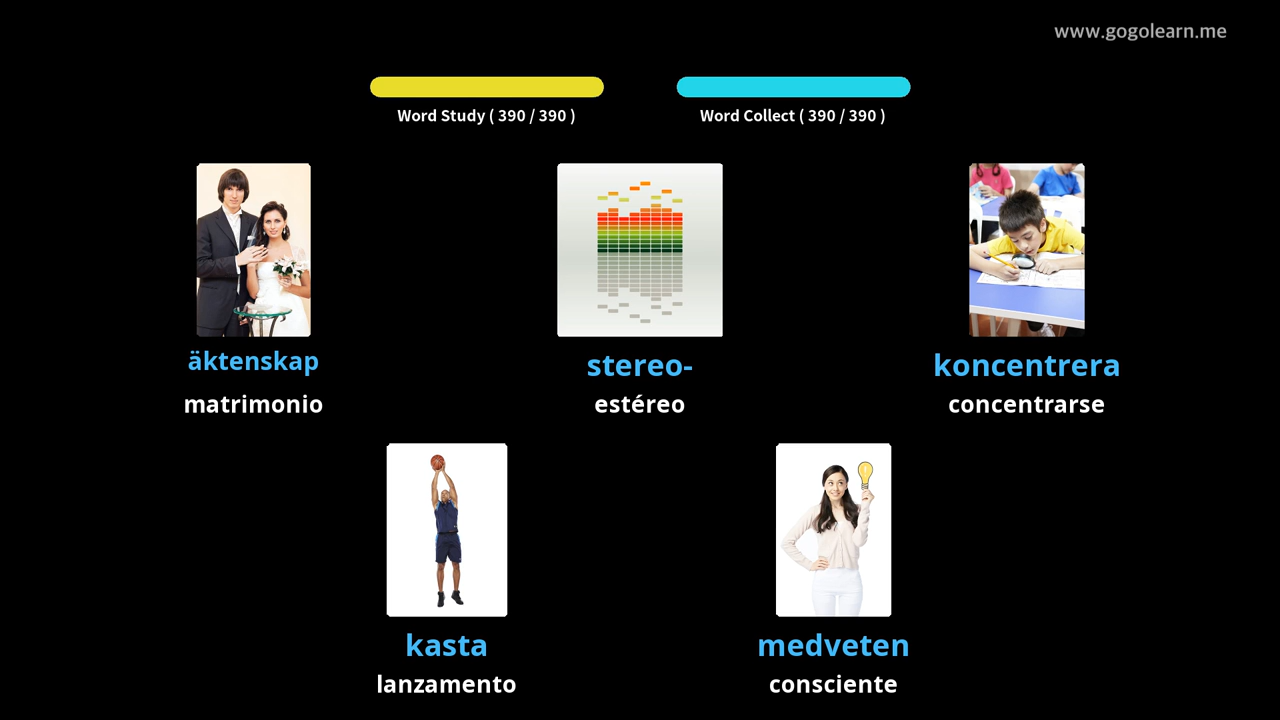 www.gogolearn.me
Word Study ( 390 / 390 )
Word Collect ( 390 / 390 )
äktenskap
matrimonio
stereo-
estéreo
koncentrera
concentrarse
kasta
lanzamento
medveten
consciente